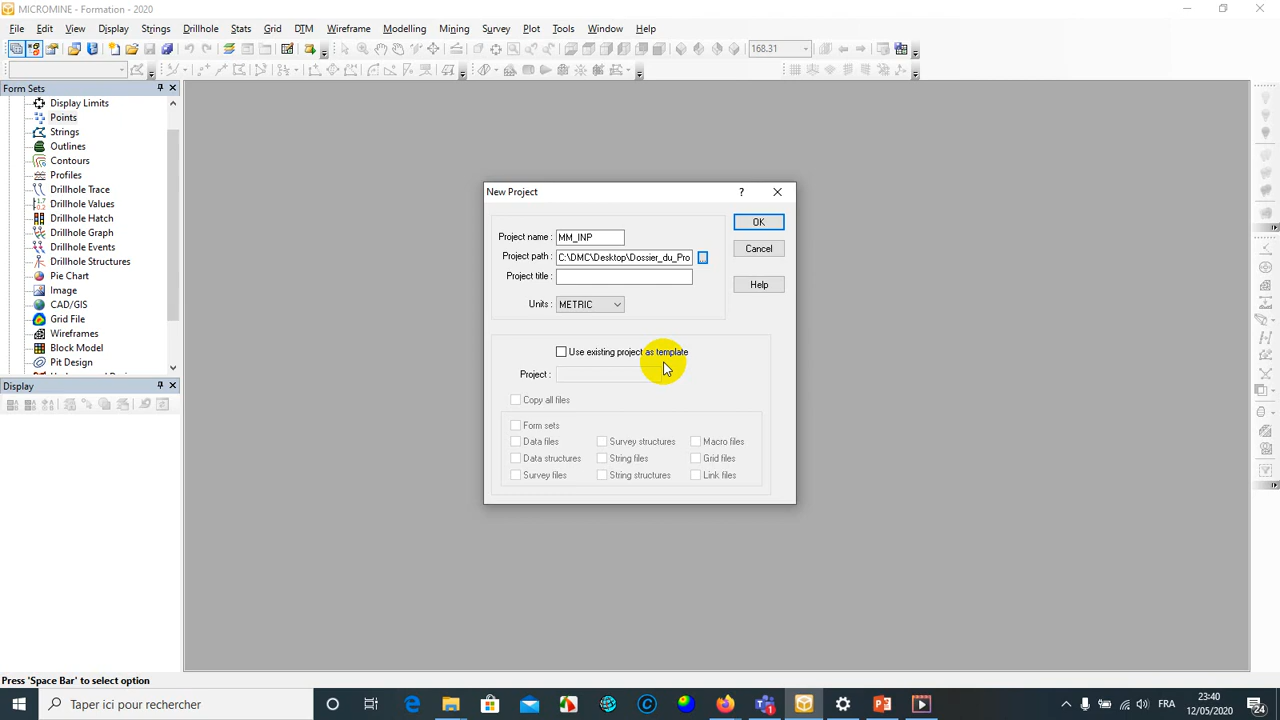 MICROMINE - Formation - 2020
File Edit View Display Strings Drillhole Stats Grid DTM Wireframe Modelling Mining Survey Plot Tools Window Help
168.31
Form Sets
Display Limits
Points
Strings
Outlines
Contours
Profiles
Drillhole Trace
Drillhole Values
Drillhole Hatch
Drillhole Graph
Drillhole Events
Drillhole Structures
Pie Chart
Image
CAD/GIS
Grid File
Wireframes
Block Model
Pit Design
Display
New Project
?
Project name : MM_INP
OK
Project path : C:\DMC\Desktop\Dossier_du_Pro
...
Cancel
Project title :
Help
Units : METRIC
Use existing project as template
Project :
Copy all files
Form sets
Data files Survey structures Macro files
Data structures String files Grid files
Survey files String structures Link files
Press 'Space Bar' to select option
Taper ici pour rechercher
FRA
23:40
12/05/2020
24